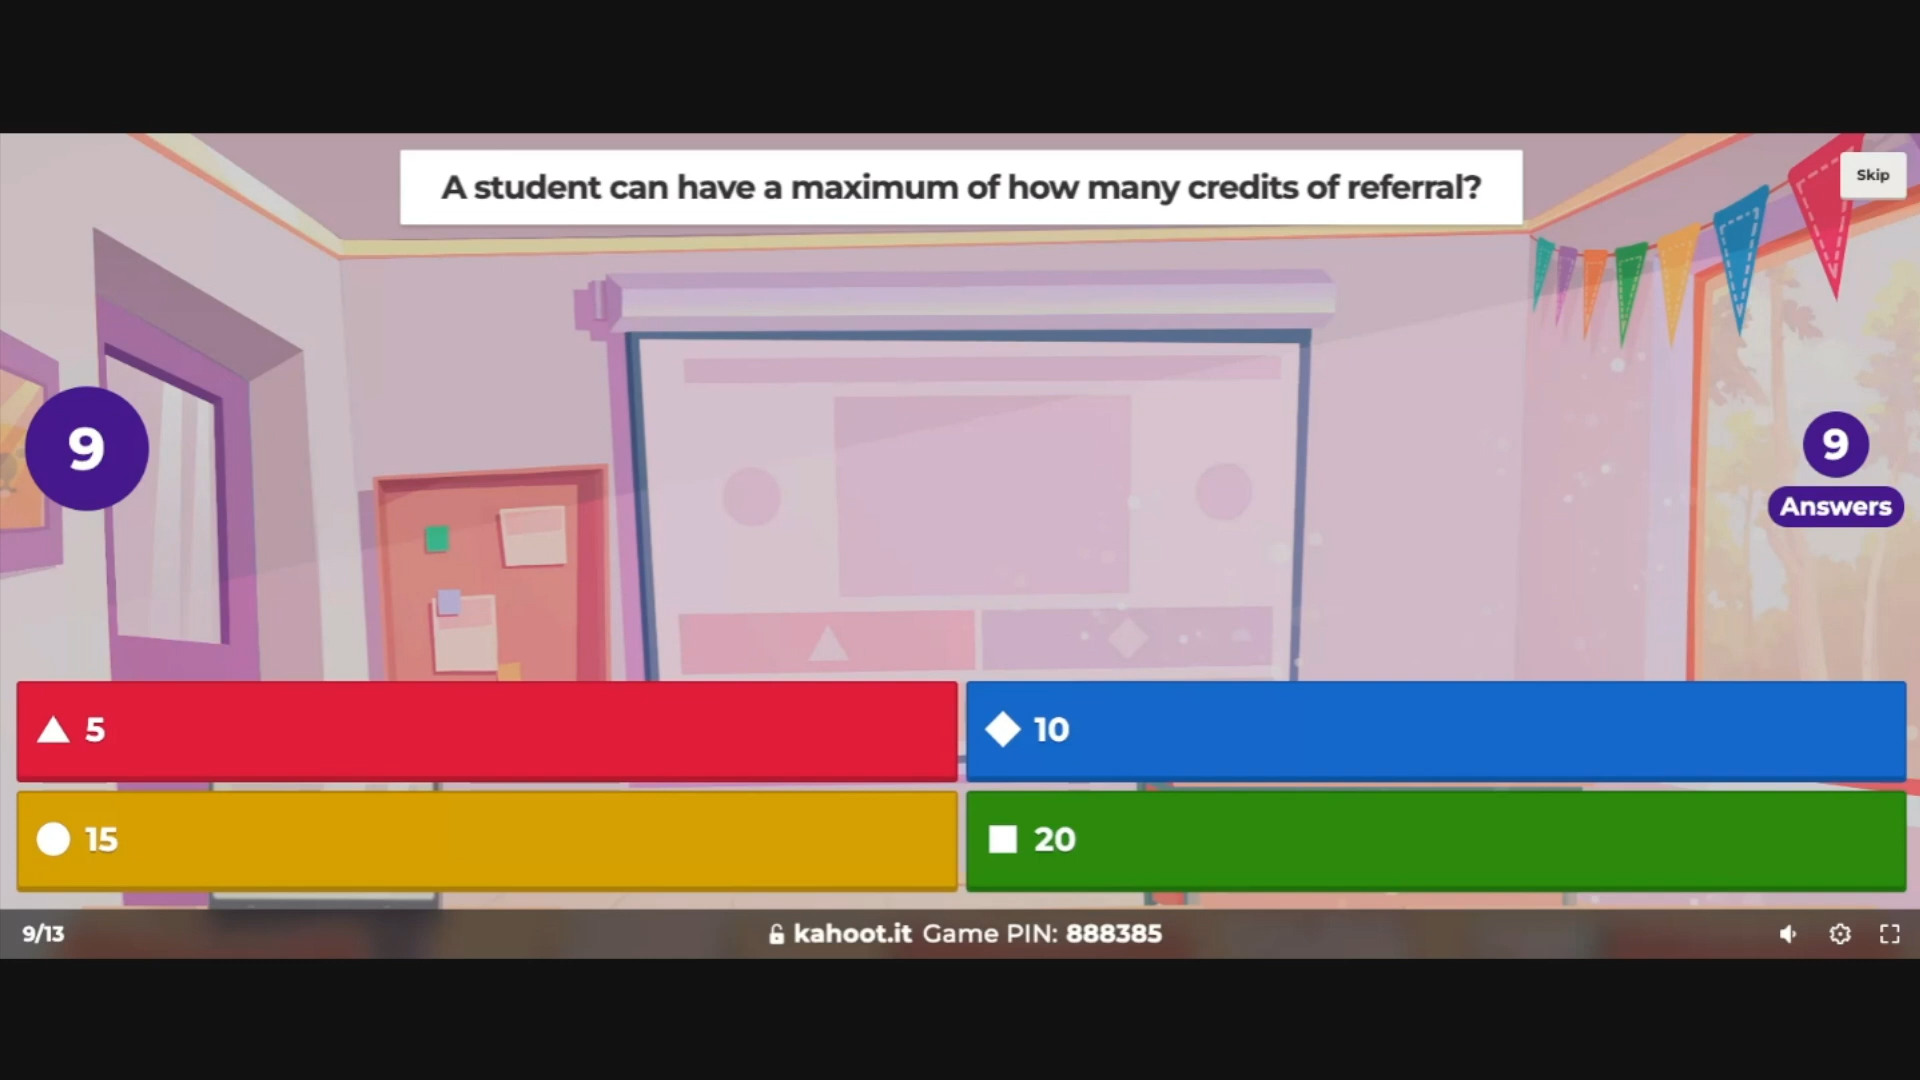 A student can have a maximum of how many credits of referral?
Skip
9
9
Answers
5
10
15
20
9/13
kahoot.it Game PIN: 888385